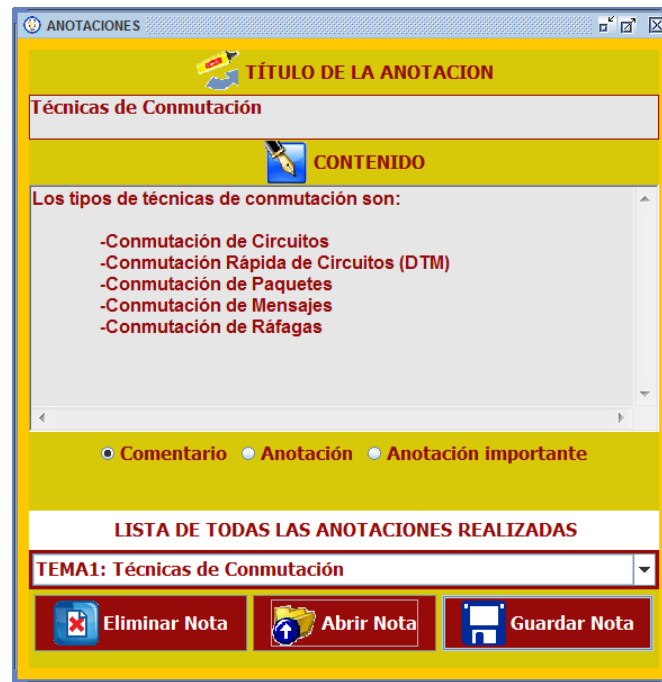 ANOTACIONES
TÍTULO DE LA ANOTACION
Técnicas de Conmutación
CONTENIDO
Los tipos de técnicas de conmutación son:
-Conmutación de Circuitos
-Conmutación Rápida de Circuitos (DTM)
-Conmutación de Paquetes
-Conmutación de Mensajes
-Conmutación de Ráfagas
Comentario Anotación Anotación importante
LISTA DE TODAS LAS ANOTACIONES REALIZADAS
TEMA1: Técnicas de Conmutación
Eliminar Nota Abrir Nota Guardar Nota